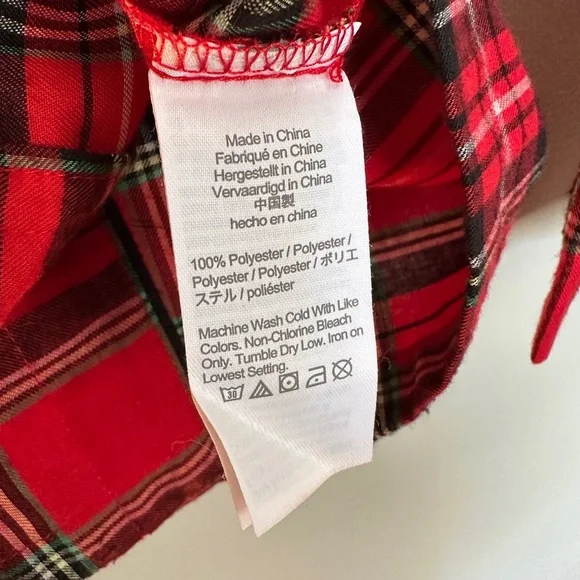 Made in China
Fabriqué en Chine
Hergestellt in China
Vervaardigd in China
中国製
hecho en china
100% Polyester / Polyester /
Polyester / Polyester / ポリエ
ステル / poliéster
Machine Wash Cold With Like
Colors. Non-Chlorine Bleach
Only. Tumble Dry Low. Iron on
Lowest Setting.
30